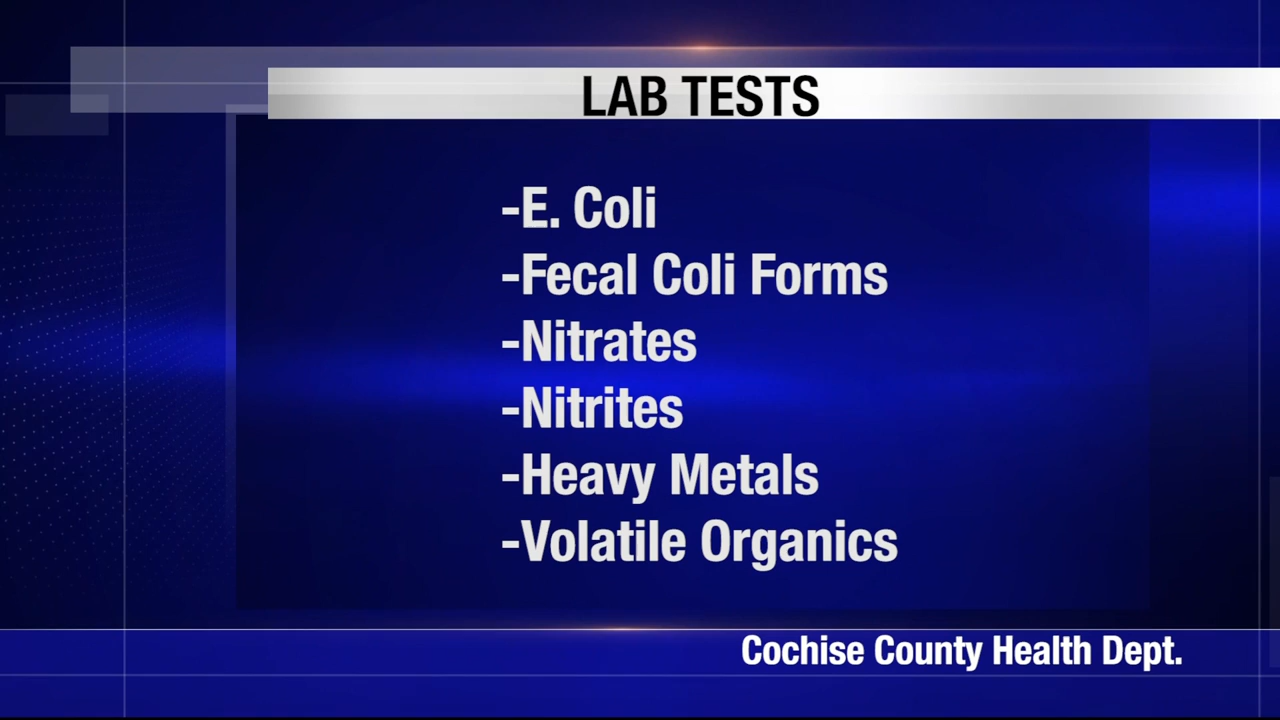 LAB TESTS
-E. Coli
-Fecal Coli Forms
-Nitrates
-Nitrites
-Heavy Metals
-Volatile Organics
Cochise County Health Dept.